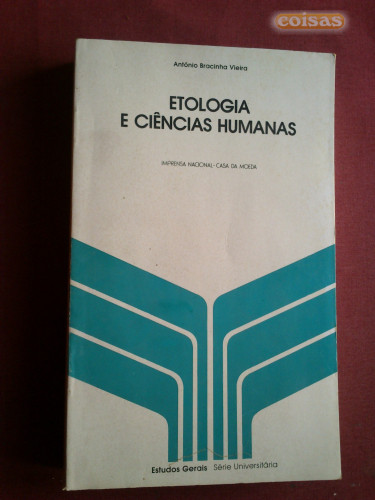 coisas
António Bracinha Vieira
ETOLOGIA
E CIÊNCIAS HUMANAS
IMPRENSA NACIONAL-CASA DA MOEDA
Estudos Gerais Série Universitária